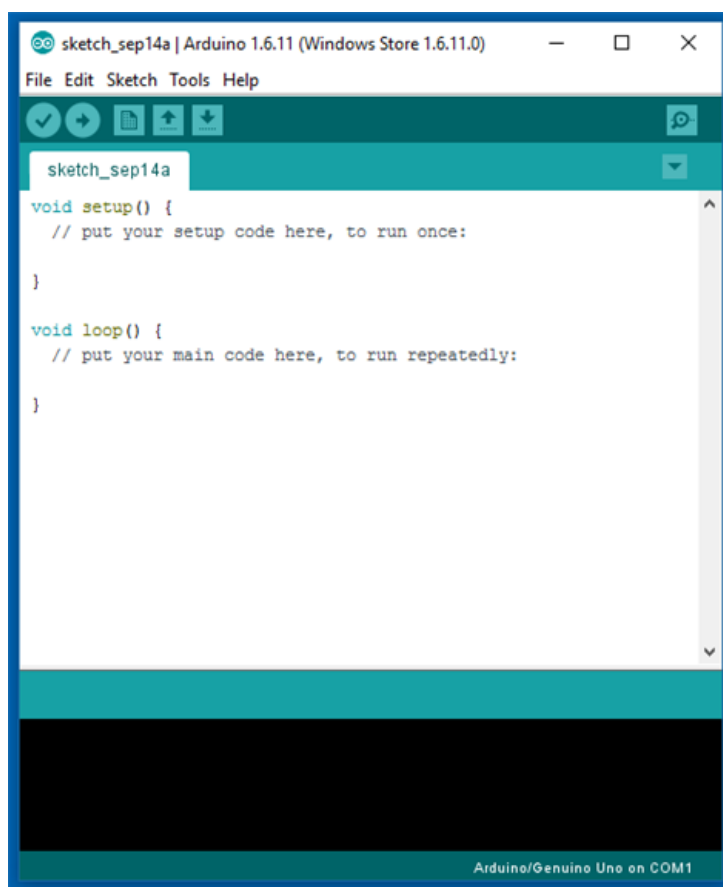 sketch_sep14a | Arduino 1.6.11 (Windows Store 1.6.11.0)
File Edit Sketch Tools Help
sketch_sep14a
void setup() {
  // put your setup code here, to run once:
}
void loop() {
  // put your main code here, to run repeatedly:
}
Arduino/Genuino Uno on COM1